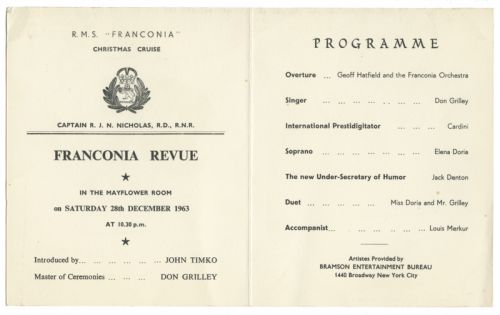 R.M.S. "FRANCONIA"
CHRISTMAS CRUISE
CAPTAIN R. J. N. NICHOLAS, R.D., R.N.R.
FRANCONIA REVUE
★
IN THE MAYFLOWER ROOM
on SATURDAY 28th DECEMBER 1963
AT 10.30 p.m.
★
Introduced by... ... ... ... ... JOHN TIMKO
Master of Ceremonies ... ... ... DON GRILLEY
PROGRAMME
Overture ... Geoff Hatfield and the Franconia Orchestra
Singer ... ... ... ... .. ... ... Don Grilley
International Prestidigitator ... ... ... Cardini
Soprano ... ... ... ... ... ... Elena Doria
The new Under-Secretary of Humor Jack Denton
Duet ... ... ... ... ... Miss Doria and Mr. Grilley
Accompanist... ... ... .. ... ... Louis Merkur
Artistes Provided by
BRAMSON ENTERTAINMENT BUREAU
1440 Broadway New York City